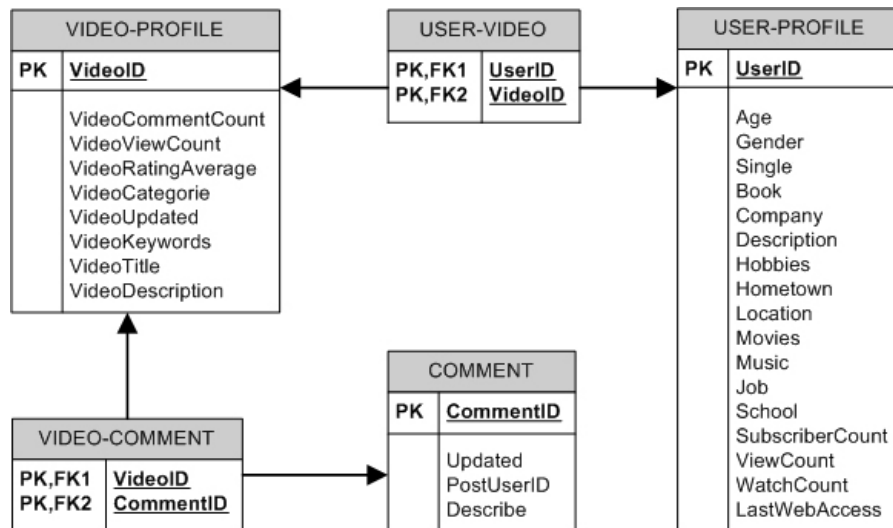 VIDEO-PROFILE
PK VideoID
VideoCommentCount
VideoViewCount
VideoRatingAverage
VideoCategorie
VideoUpdated
VideoKeywords
VideoTitle
VideoDescription
USER-VIDEO
PK,FK1 UserID
PK,FK2 VideoID
USER-PROFILE
PK UserID
Age
Gender
Single
Book
Company
Description
Hobbies
Hometown
Location
Movies
Music
Job
School
SubscriberCount
ViewCount
WatchCount
LastWebAccess
VIDEO-COMMENT
PK,FK1 VideoID
PK,FK2 CommentID
COMMENT
PK CommentID
Updated
PostUserID
Describe